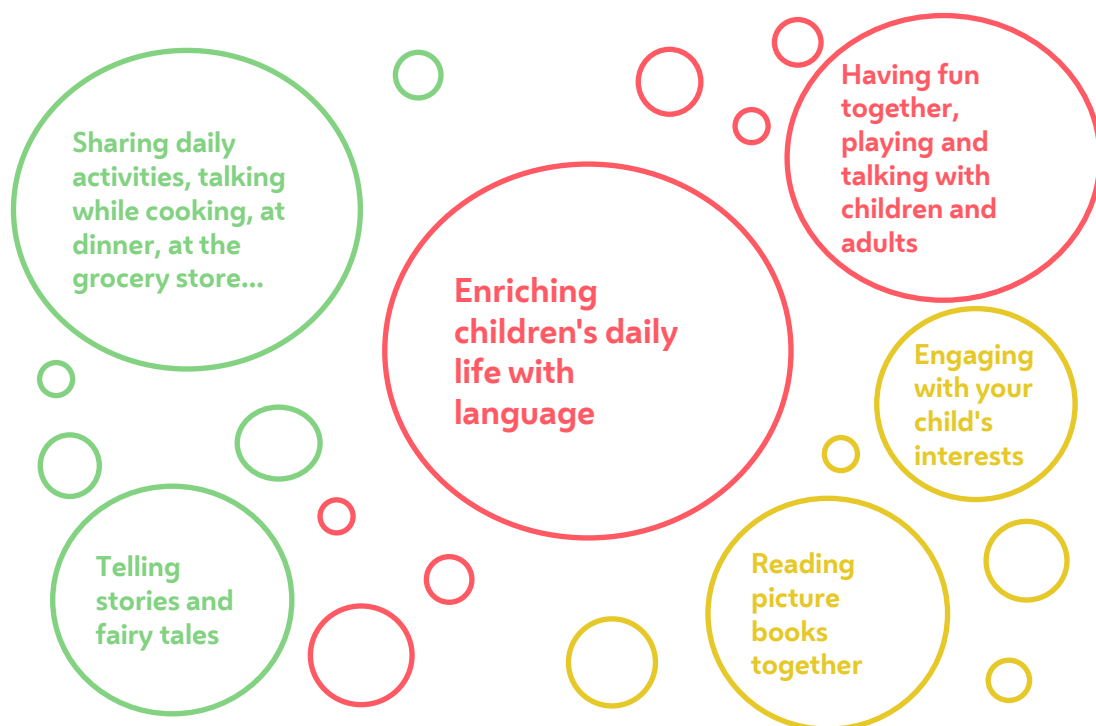 Sharing daily
activities, talking
while cooking, at
dinner, at the
grocery store...
Having fun
together,
playing and
talking with
children and
adults
Enriching
children's daily
life with
language
Engaging
with your
child's
interests
Telling
stories and
fairy tales
Reading
picture
books
together